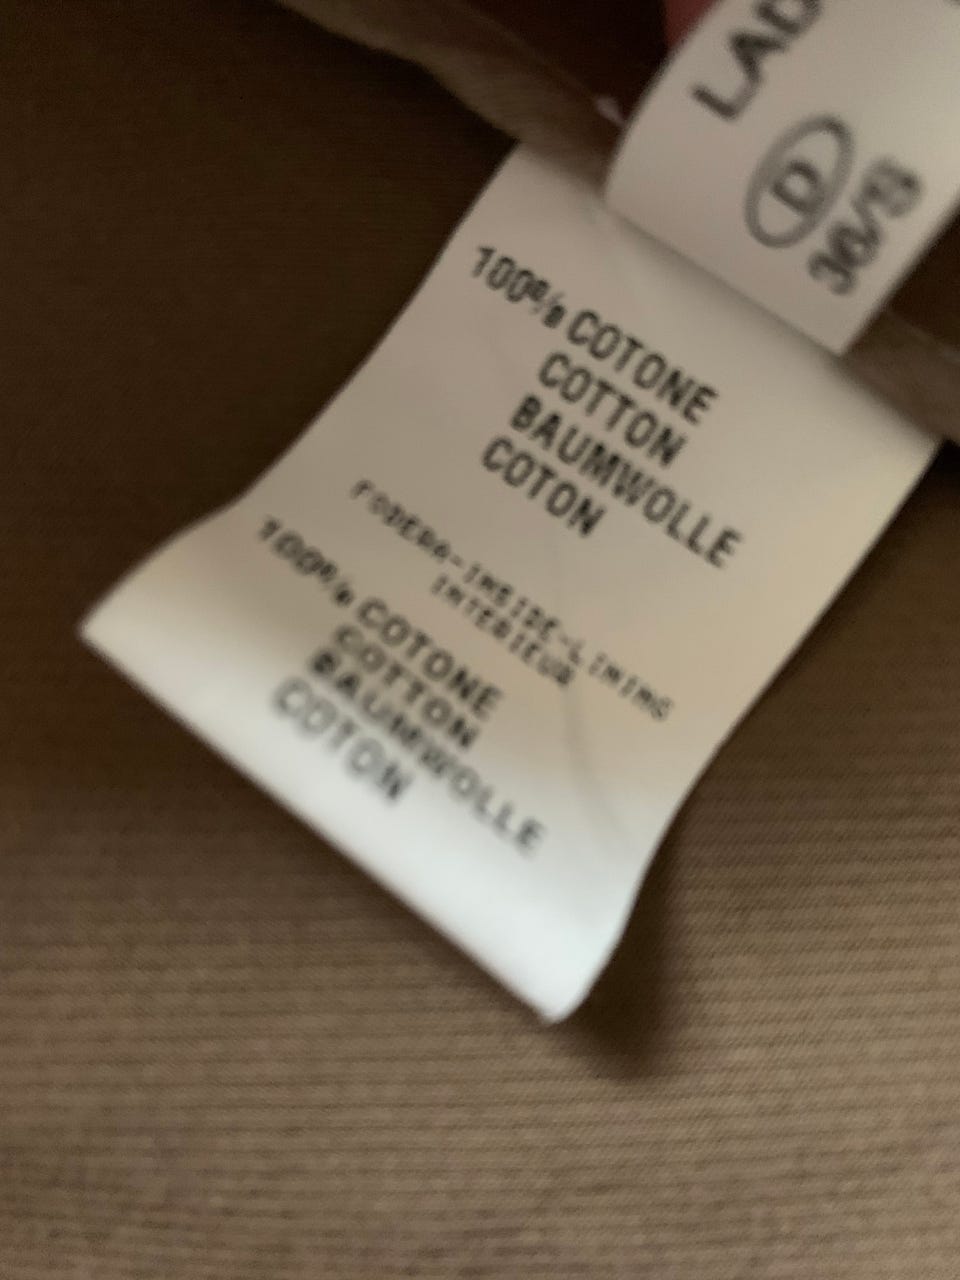 D
100% COTONE
COTTON
BAUMWOLLE
COTON
FODERA-INSIDE-LINING
INTERIEUR
100% COTONE
COTTON
BAUMWOLLE
COTON